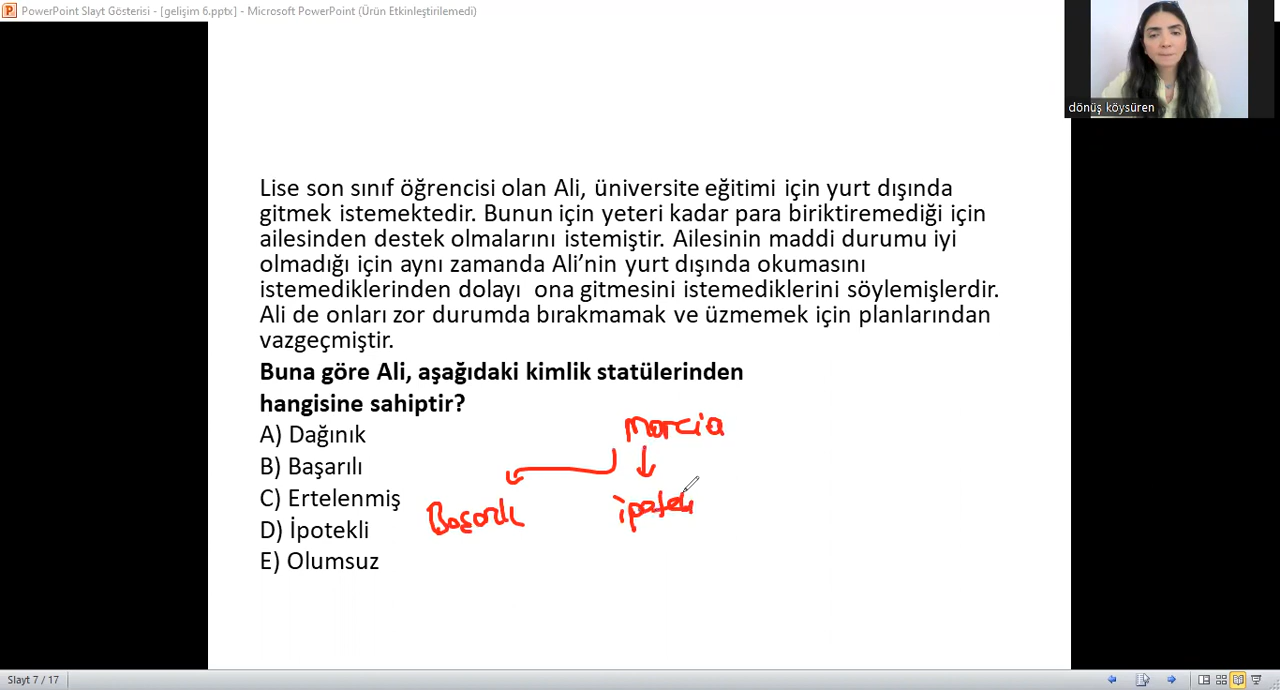 PowerPoint Slayt Gösterisi - [gelişim 6.pptx] - Microsoft PowerPoint (Ürün Etkinleştirilemedi)
dönüş köysüren
Lise son sınıf öğrencisi olan Ali, üniversite eğitimi için yurt dışında
gitmek istemektedir. Bunun için yeteri kadar para biriktiremediği için
ailesinden destek olmalarını istemiştir. Ailesinin maddi durumu iyi
olmadığı için aynı zamanda Ali’nin yurt dışında okumasını
istemediklerinden dolayı ona gitmesini istemediklerini söylemişlerdir.
Ali de onları zor durumda bırakmamak ve üzmemek için planlarından
vazgeçmiştir.
Buna göre Ali, aşağıdaki kimlik statülerinden
hangisine sahiptir?
A) Dağınık
B) Başarılı
C) Ertelenmiş
D) İpotekli
E) Olumsuz
Marcia
Başarılı
ipotekli
Slayt 7 / 17